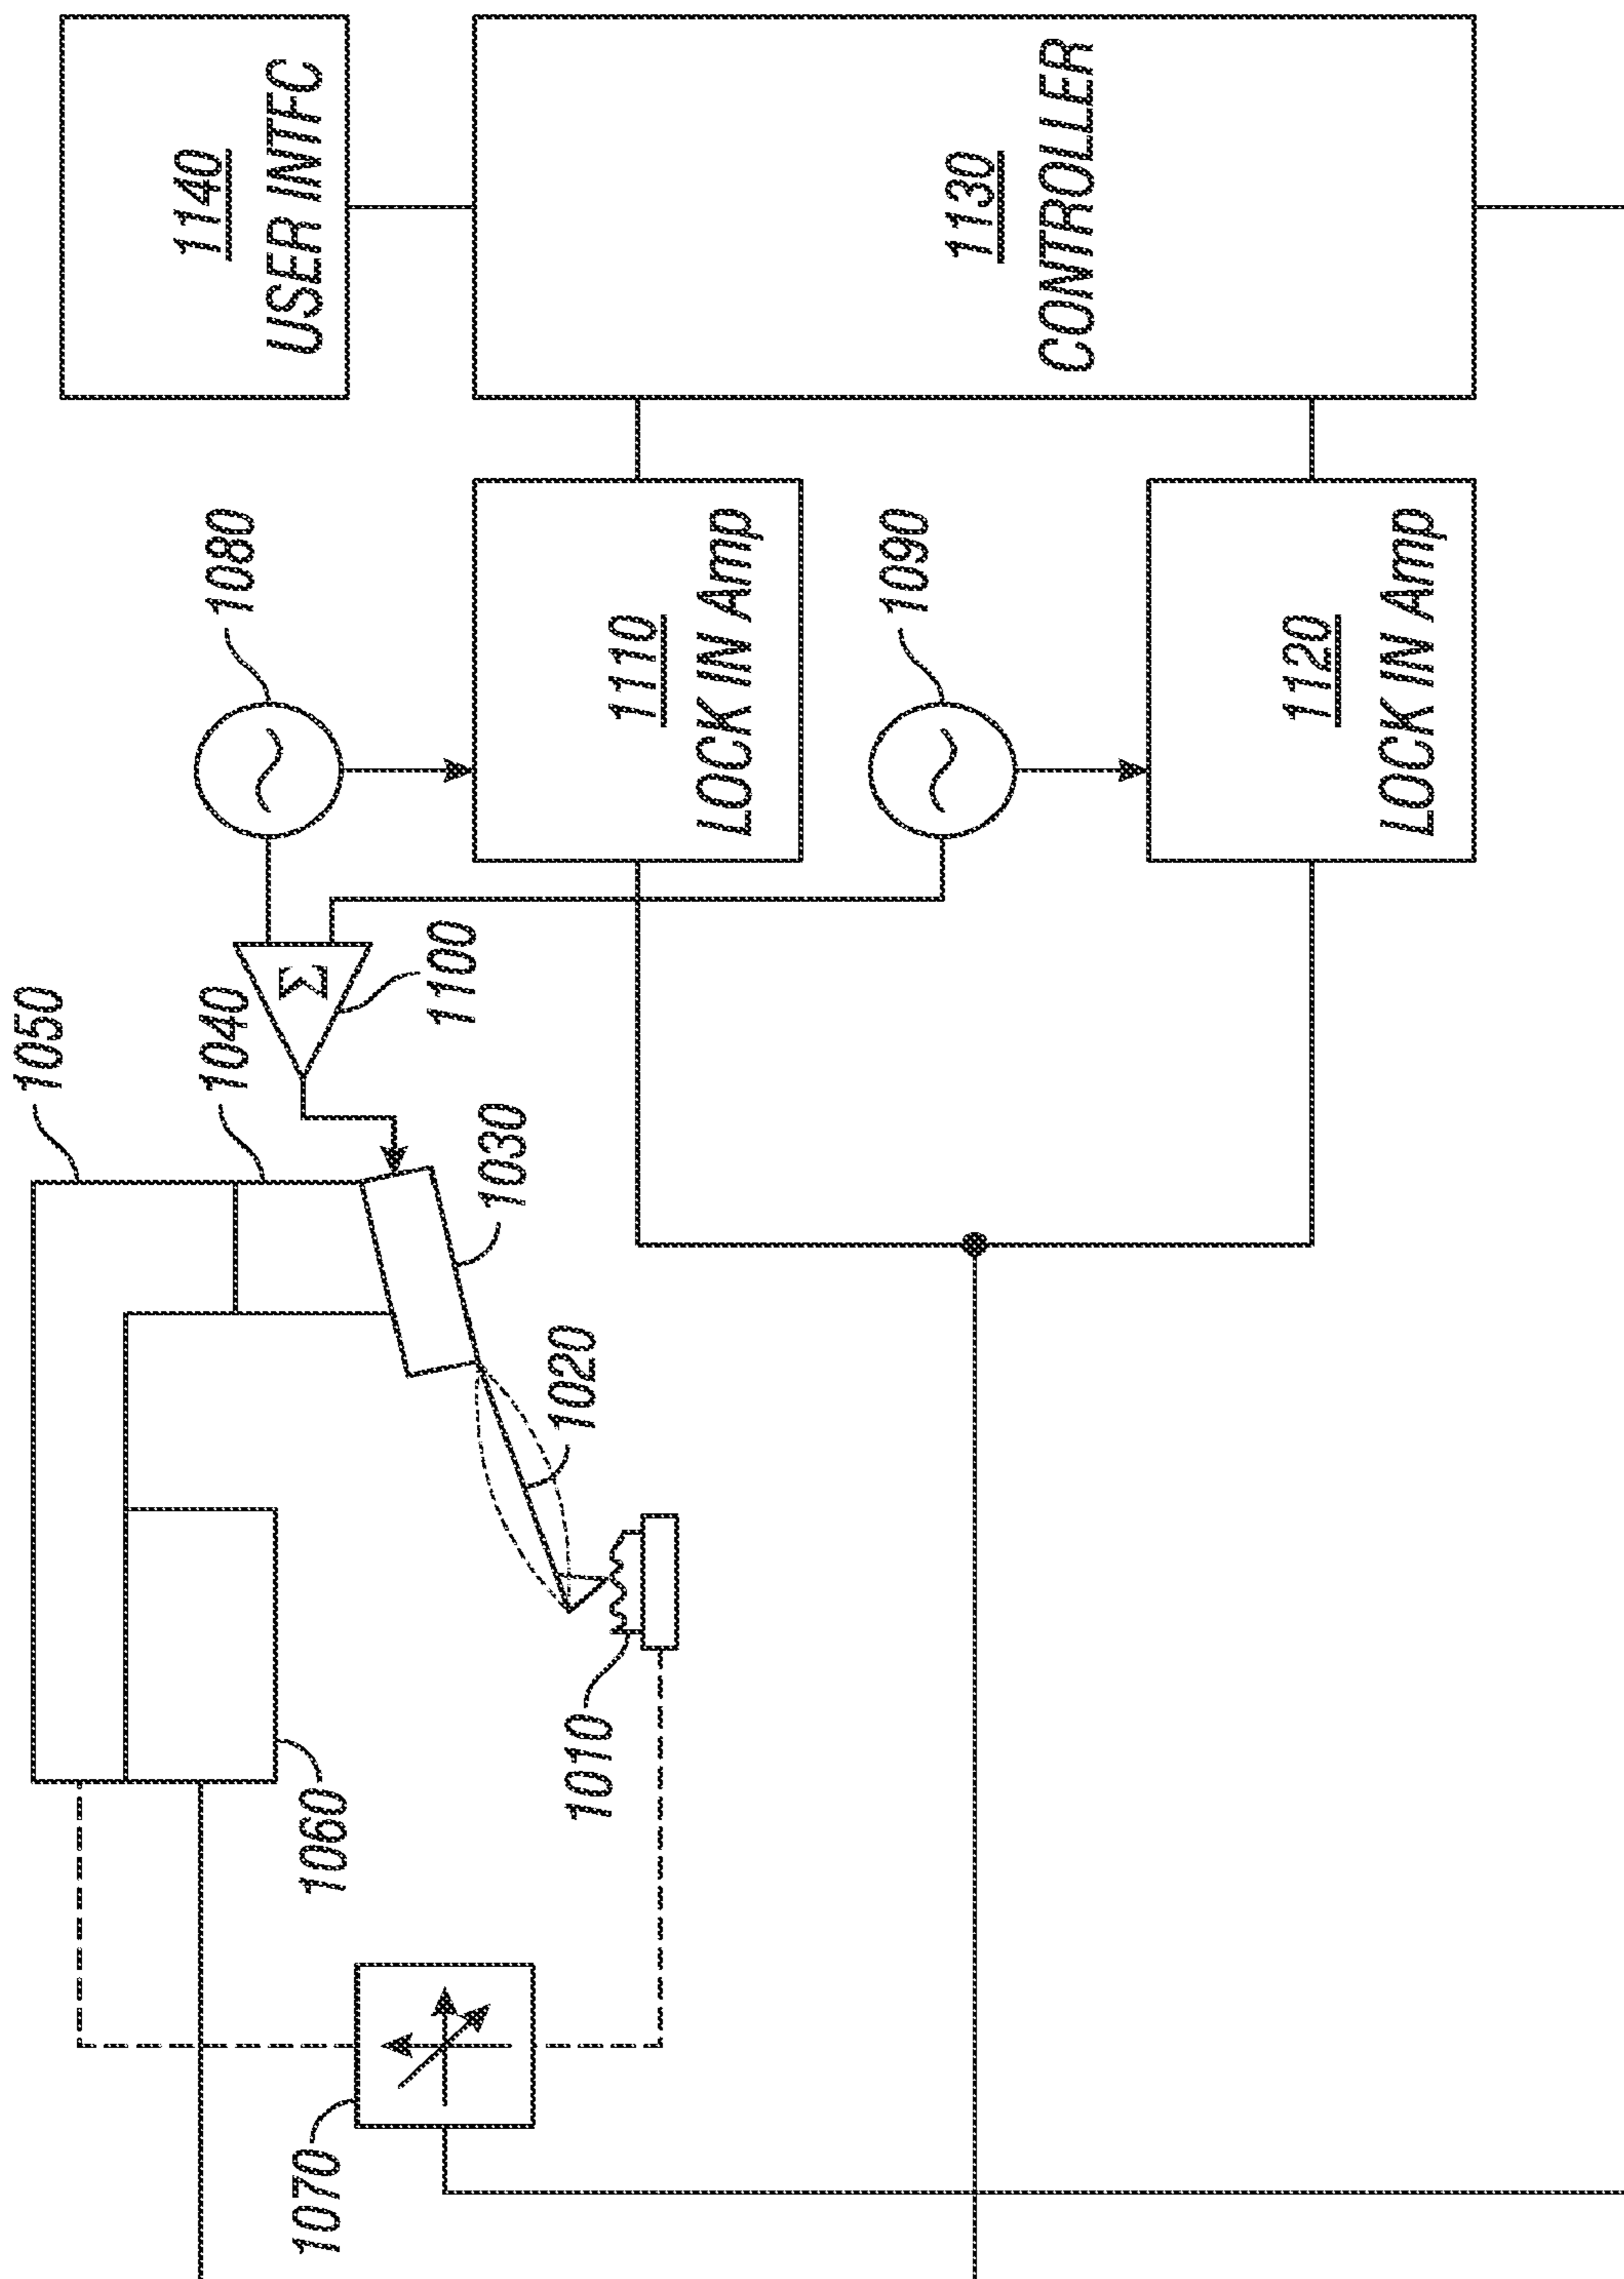 1050
1040
1080
1140
USER INTFC
1100
1030
1060
1020
1070
1010
1110
LOCK IN Amp
1090
1130
CONTROLLER
1120
LOCK IN Amp
Σ